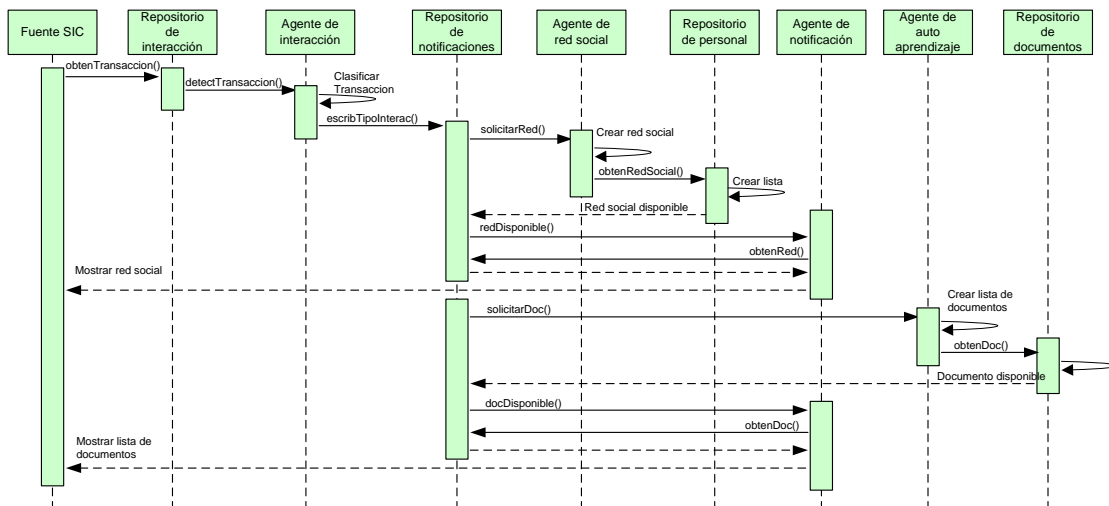 Fuente SIC
Repositorio
de
interacción
Agente de
interacción
Repositorio
de
notificaciones
Agente de
red social
Repositorio
de personal
Agente de
notificación
Agente de
auto
aprendizaje
Repositorio
de
documentos
obtenTransaccion()
detectTransaccion()
Clasificar
Transaccion
escribTipoInterac()
solicitarRed()
Crear red social
obtenRedSocial()
Crear lista
Red social disponible
redDisponible()
obtenRed()
Mostrar red social
solicitarDoc()
Crear lista de
documentos
obtenDoc()
Documento disponible
docDisponible()
obtenDoc()
Mostrar lista de
documentos